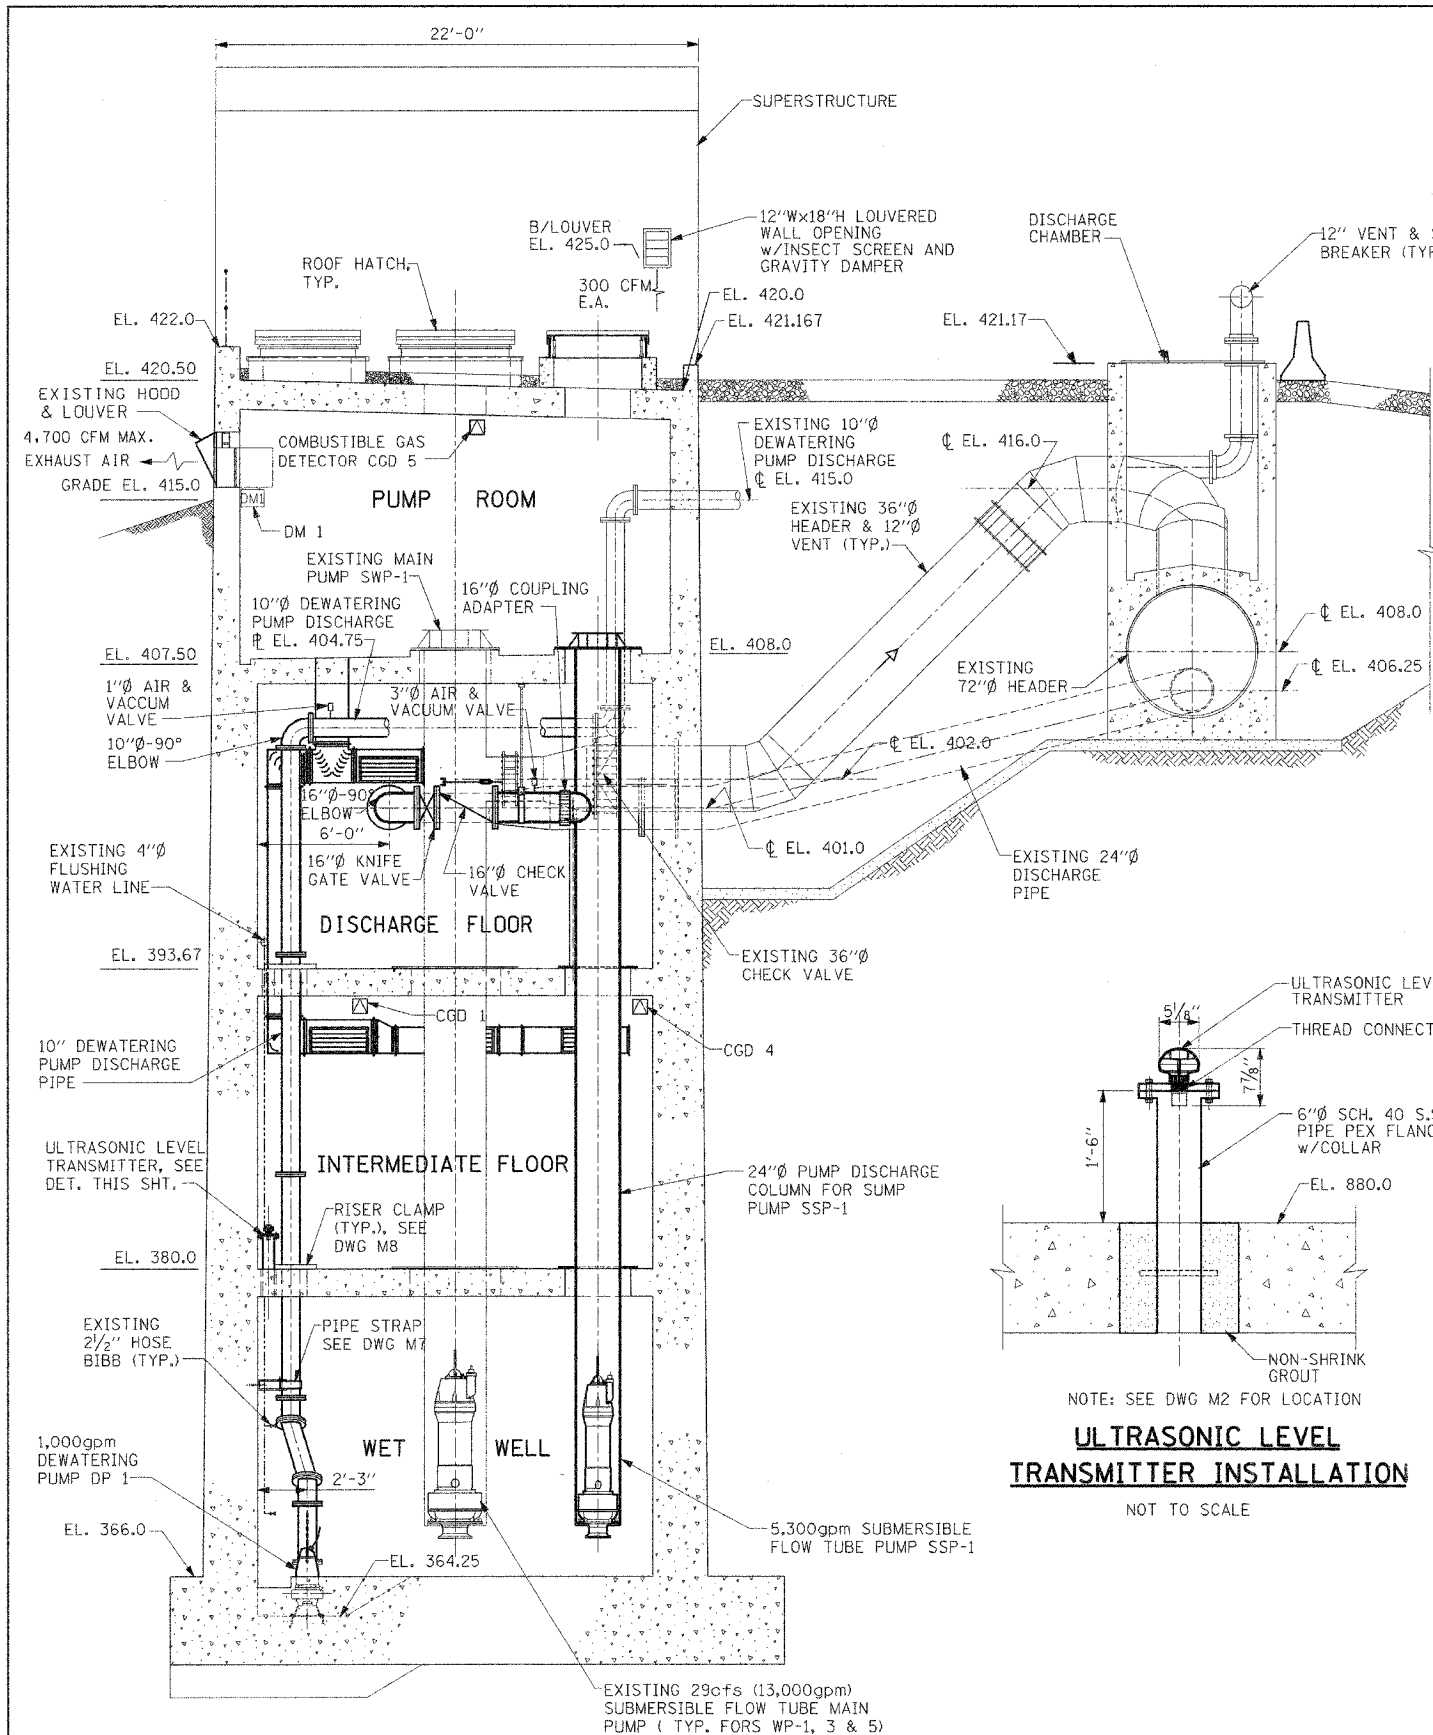 22'-0"
SUPERSTRUCTURE
B/LOUVER
EL. 425.0
12"Wx18"H LOUVERED
WALL OPENING
w/INSECT SCREEN AND
GRAVITY DAMPER
DISCHARGE
CHAMBER
12" VENT &
BREAKER (TYP
ROOF HATCH,
TYP.
300 CFM
E.A.
EL. 420.0
EL. 422.0
EL. 421.167
EL. 421.17
EL. 420.50
EXISTING HOOD
& LOUVER
4,700 CFM MAX.
EXHAUST AIR
GRADE EL. 415.0
COMBUSTIBLE GAS
DETECTOR CGD 5
EXISTING 10"Ø
DEWATERING
PUMP DISCHARGE
℄ EL. 415.0
℄ EL. 416.0
PUMP ROOM
DM1
DM 1
EXISTING 36"Ø
HEADER & 12"Ø
VENT (TYP.)
EXISTING MAIN
PUMP SWP-1
16"Ø COUPLING
ADAPTER
10"Ø DEWATERING
PUMP DISCHARGE
℄ EL. 404.75
EL. 407.50
EL. 408.0
℄ EL. 408.0
℄ EL. 406.25
EXISTING
72"Ø HEADER
1"Ø AIR &
VACCUM
VALVE
3"Ø AIR &
VACUUM VALVE
10"Ø-90°
ELBOW
℄ EL. 402.0
16"Ø-90°
ELBOW
6'-0"
℄ EL. 401.0
EXISTING 4"Ø
FLUSHING
WATER LINE
16"Ø KNIFE
GATE VALVE
16"Ø CHECK
VALVE
EXISTING 24"Ø
DISCHARGE
PIPE
DISCHARGE FLOOR
EL. 393.67
EXISTING 36"Ø
CHECK VALVE
CGD 1
CGD 4
10" DEWATERING
PUMP DISCHARGE
PIPE
ULTRASONIC LEV
TRANSMITTER
5 1/8"
THREAD CONNECT
7 7/8"
6"Ø SCH. 40 S.S
PIPE PEX FLANG
w/COLLAR
1'-6"
EL. 880.0
ULTRASONIC LEVEL
TRANSMITTER, SEE
DET. THIS SHT.
INTERMEDIATE FLOOR
24"Ø PUMP DISCHARGE
COLUMN FOR SUMP
PUMP SSP-1
RISER CLAMP
(TYP.), SEE
DWG M8
EL. 380.0
EXISTING
2 1/2" HOSE
BIBB (TYP.)
PIPE STRAP
SEE DWG M7
NON-SHRINK
GROUT
NOTE: SEE DWG M2 FOR LOCATION
ULTRASONIC LEVEL
TRANSMITTER INSTALLATION
NOT TO SCALE
1,000gpm
DEWATERING
PUMP DP 1
WET WELL
2'-3"
EL. 366.0
EL. 364.25
5,300gpm SUBMERSIBLE
FLOW TUBE PUMP SSP-1
EXISTING 29cfs (13,000gpm)
SUBMERSIBLE FLOW TUBE MAIN
PUMP ( TYP. FORS WP-1, 3 & 5)